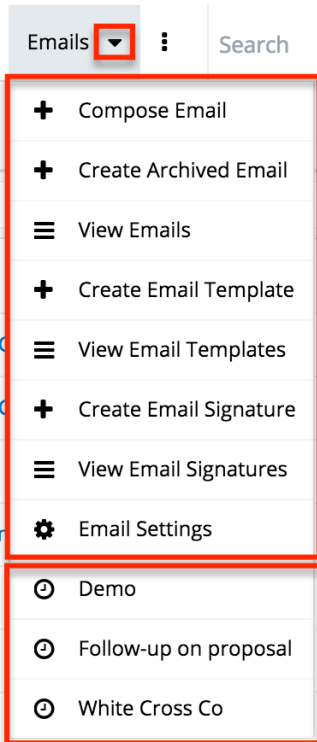 Emails Search
Compose Email
Create Archived Email
View Emails
Create Email Template
View Email Templates
Create Email Signature
View Email Signatures
Email Settings
Demo
Follow-up on proposal
White Cross Co